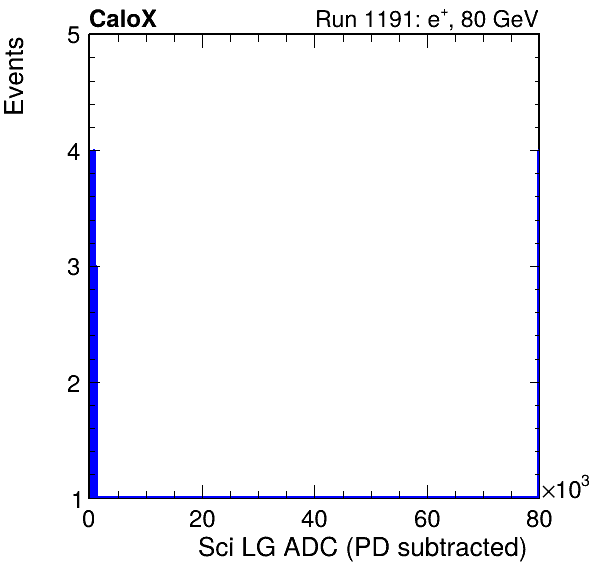 CaloX
Run 1191: e⁺, 80 GeV
Events
5
4
3
2
1
0 20 40 60 80
×10³
Sci LG ADC (PD subtracted)